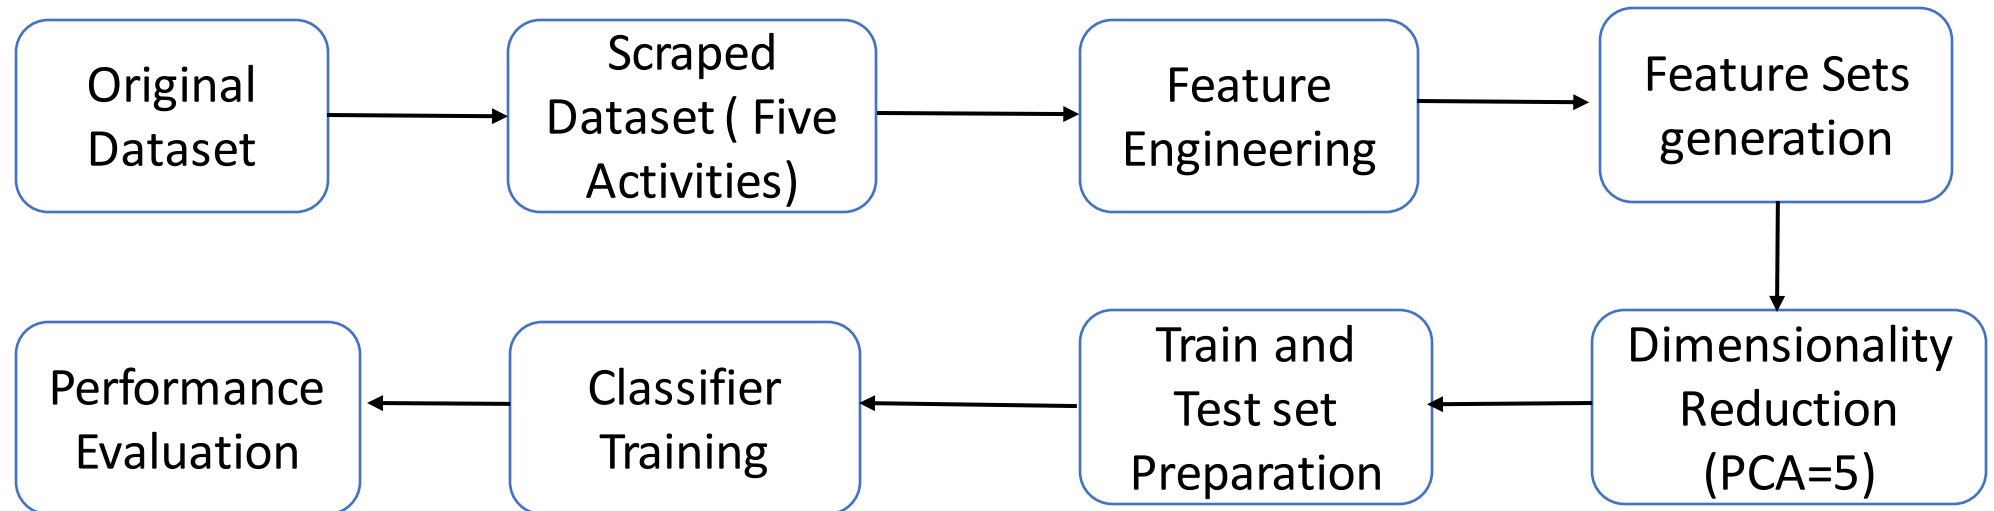 Original
Dataset
Scraped
Dataset ( Five
Activities)
Feature
Engineering
Feature Sets
generation
Dimensionality
Reduction
(PCA=5)
Train and
Test set
Preparation
Classifier
Training
Performance
Evaluation